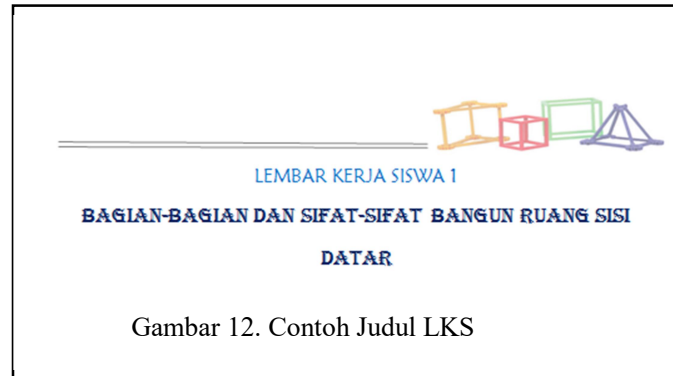 LEMBAR KERJA SISWA 1
BAGIAN-BAGIAN DAN SIFAT-SIFAT BANGUN RUANG SISI
DATAR
Gambar 12. Contoh Judul LKS